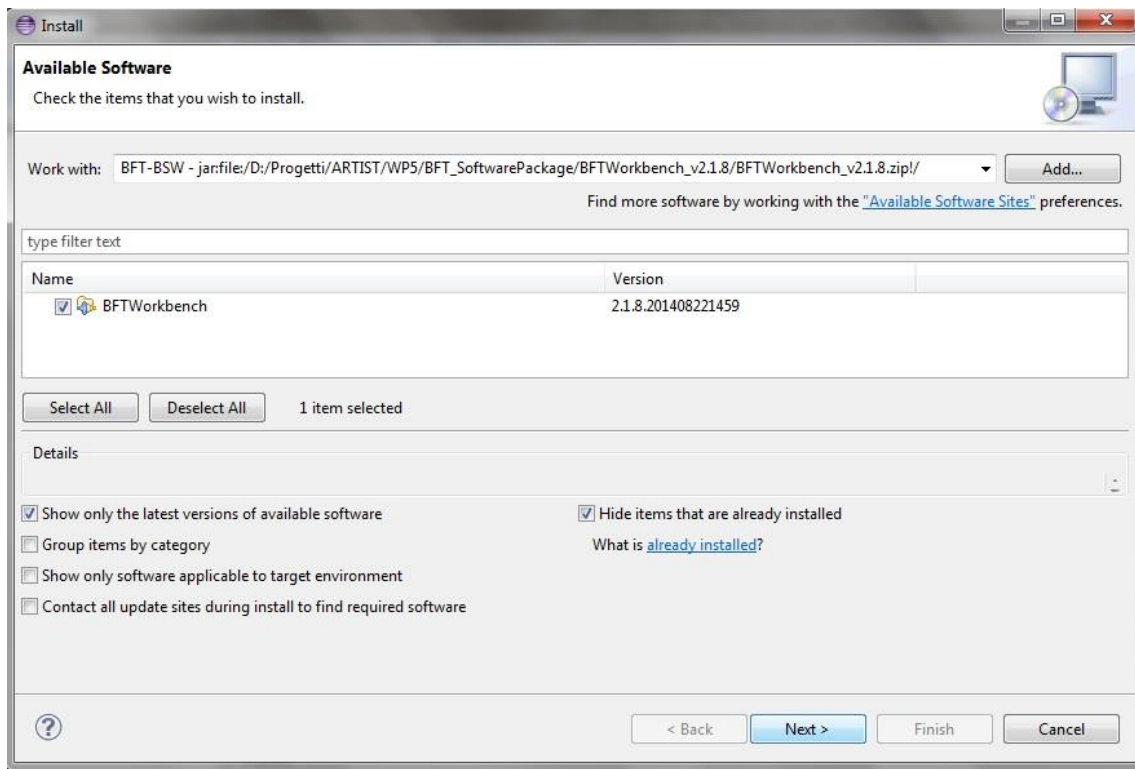 Install
Available Software
Check the items that you wish to install.
Work with: BFT-BSW - jar:file:/D:/Progetti/ARTIST/WP5/BFT_SoftwarePackage/BFTWorkbench_v2.1.8/BFTWorkbench_v2.1.8.zip!/ Add...
Find more software by working with the "Available Software Sites" preferences.
type filter text
Name Version
BFTWorkbench 2.1.8.201408221459
Select All Deselect All 1 item selected
Details
Show only the latest versions of available software Hide items that are already installed
Group items by category What is already installed?
Show only software applicable to target environment
Contact all update sites during install to find required software
? < Back Next > Finish Cancel